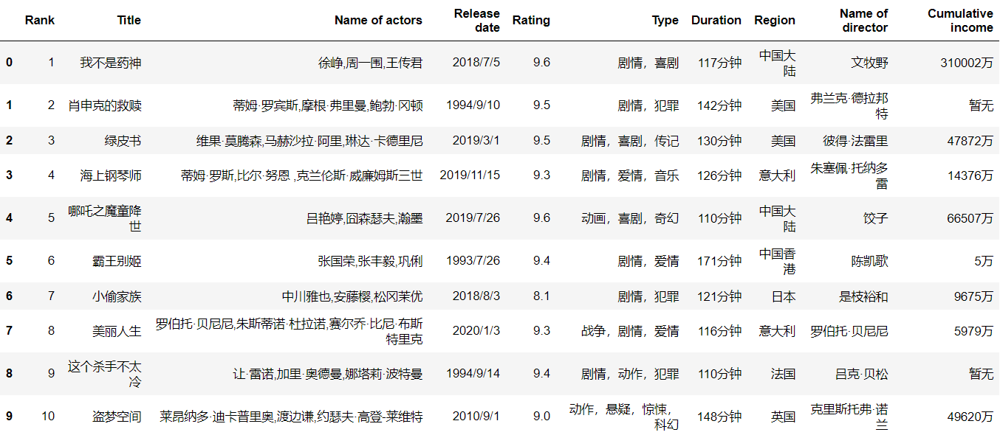 Rank Title Name of actors Release date Rating Type Duration Region Name of director Cumulative income
0 1 我不是药神 徐峥,周一围,王传君 2018/7/5 9.6 剧情，喜剧 117分钟 中国大陆 文牧野 310002万
1 2 肖申克的救赎 蒂姆·罗宾斯,摩根·弗里曼,鲍勃·冈顿 1994/9/10 9.5 剧情，犯罪 142分钟 美国 弗兰克·德拉邦特 暂无
2 3 绿皮书 维果·莫腾森,马赫沙拉·阿里,琳达·卡德里尼 2019/3/1 9.5 剧情，喜剧，传记 130分钟 美国 彼得·法雷里 47872万
3 4 海上钢琴师 蒂姆·罗斯,比尔·努恩 ,克兰伦斯·威廉姆斯三世 2019/11/15 9.3 剧情，爱情，音乐 126分钟 意大利 朱塞佩·托纳多雷 14376万
4 5 哪吒之魔童降世 吕艳婷,囧森瑟夫,瀚墨 2019/7/26 9.6 动画，喜剧，奇幻 110分钟 中国大陆 饺子 66507万
5 6 霸王别姬 张国荣,张丰毅,巩俐 1993/7/26 9.4 剧情，爱情 171分钟 中国香港 陈凯歌 5万
6 7 小偷家族 中川雅也,安藤樱,松冈茉优 2018/8/3 8.1 剧情，犯罪 121分钟 日本 是枝裕和 9675万
7 8 美丽人生 罗伯托·贝尼尼,朱斯蒂诺·杜拉诺,赛尔乔·比尼·布斯特里克 2020/1/3 9.3 战争，剧情，爱情 116分钟 意大利 罗伯托·贝尼尼 5979万
8 9 这个杀手不太冷 让·雷诺,加里·奥德曼,娜塔莉·波特曼 1994/9/14 9.4 剧情，动作，犯罪 110分钟 法国 吕克·贝松 暂无
9 10 盗梦空间 莱昂纳多·迪卡普里奥,渡边谦,约瑟夫·高登-莱维特 2010/9/1 9.0 动作，悬疑，惊悚，科幻 148分钟 英国 克里斯托弗·诺兰 49620万